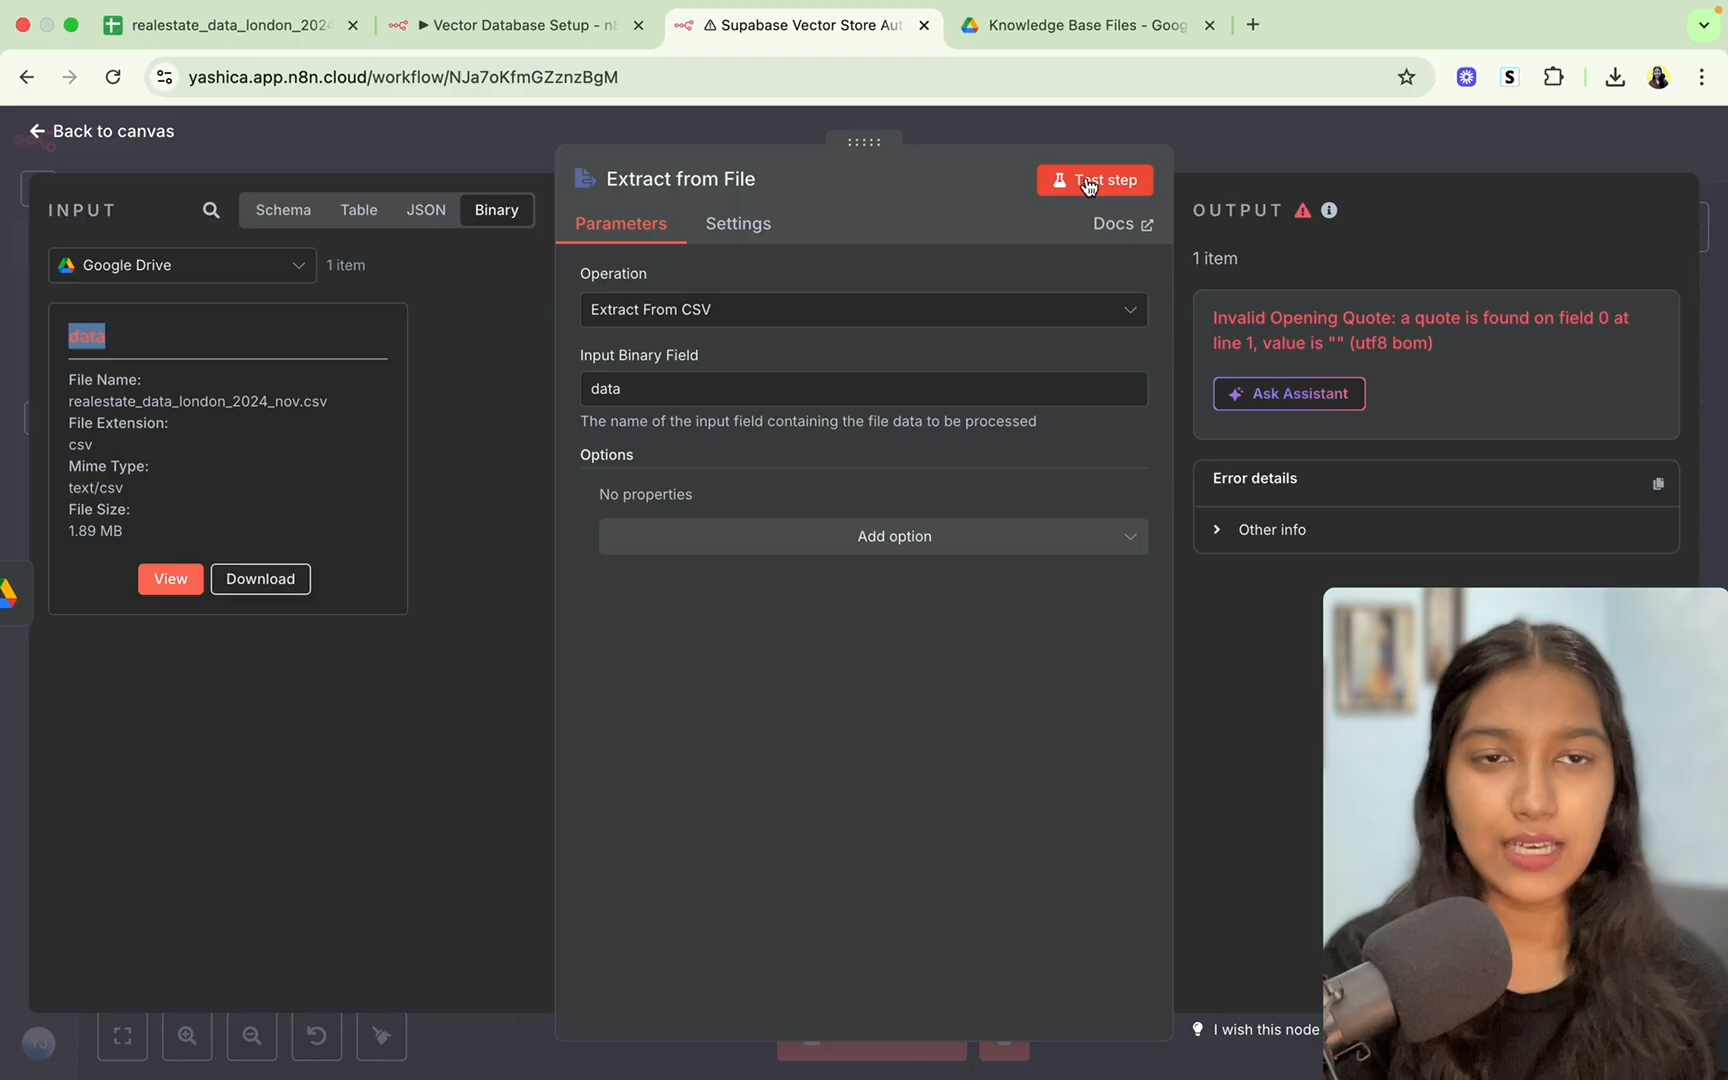 realestate_data_london_202
Vector Database Setup - n8
Supabase Vector Store Aut
Knowledge Base Files - Goog
yashica.app.n8n.cloud/workflow/NJa7oKfmGZznzBgM
S
Back to canvas
INPUT
Schema
Table
JSON
Binary
Google Drive
1 item
data
File Name:
realestate_data_london_2024_nov.csv
File Extension:
csv
Mime Type:
text/csv
File Size:
1.89 MB
View
Download
Extract from File
Test step
Parameters
Settings
Docs
Operation
Extract From CSV
Input Binary Field
data
The name of the input field containing the file data to be processed
Options
No properties
Add option
OUTPUT
1 item
Invalid Opening Quote: a quote is found on field 0 at
line 1, value is "" (utf8 bom)
Ask Assistant
Error details
Other info
I wish this node
YJ